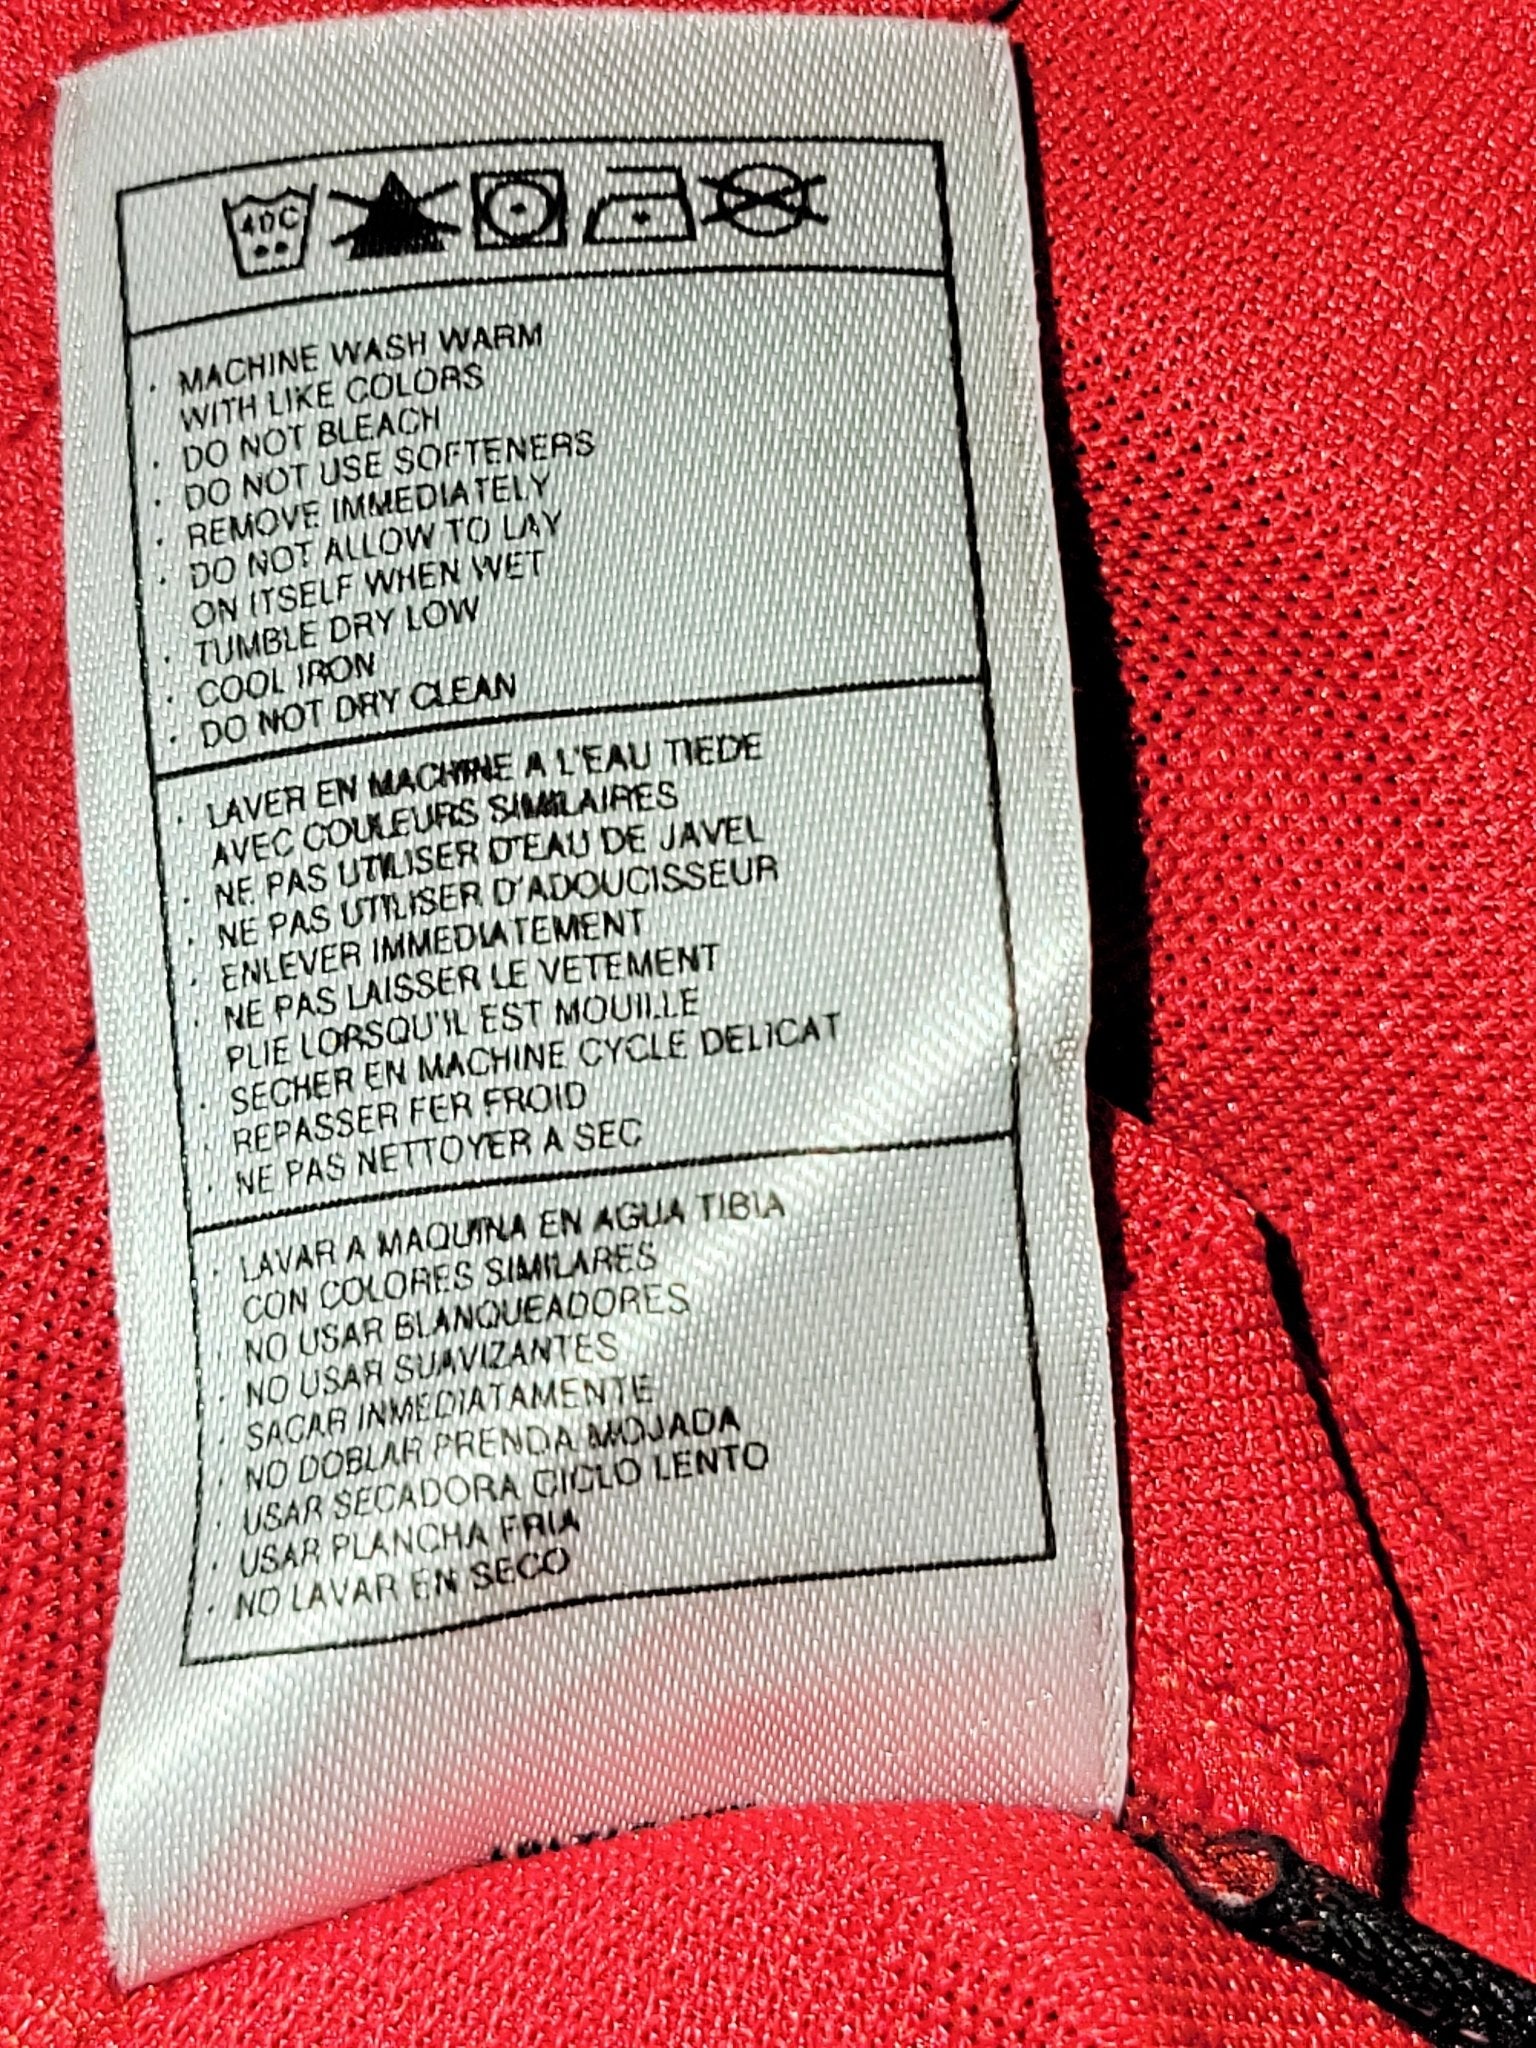 40C
· MACHINE WASH WARM
WITH LIKE COLORS
· DO NOT BLEACH
· DO NOT USE SOFTENERS
· REMOVE IMMEDIATELY
· DO NOT ALLOW TO LAY
ON ITSELF WHEN WET
· TUMBLE DRY LOW
· COOL IRON
· DO NOT DRY CLEAN
· LAVER EN MACHINE A L'EAU TIEDE
AVEC COULEURS SIMILAIRES
· NE PAS UTILISER D'EAU DE JAVEL
· NE PAS UTILISER D'ADOUCISSEUR
· ENLEVER IMMEDIATEMENT
· NE PAS LAISSER LE VETEMENT
PLIE LORSQU'IL EST MOUILLE
· SECHER EN MACHINE CYCLE DELICAT
· REPASSER FER FROID
· NE PAS NETTOYER A SEC
· LAVAR A MAQUINA EN AGUA TIBIA
CON COLORES SIMILARES
· NO USAR BLANQUEADORES
· NO USAR SUAVIZANTES
· SACAR INMEDIATAMENTE
· NO DOBLAR PRENDA MOJADA
· USAR SECADORA CICLO LENTO
· USAR PLANCHA FRIA
· NO LAVAR EN SECO